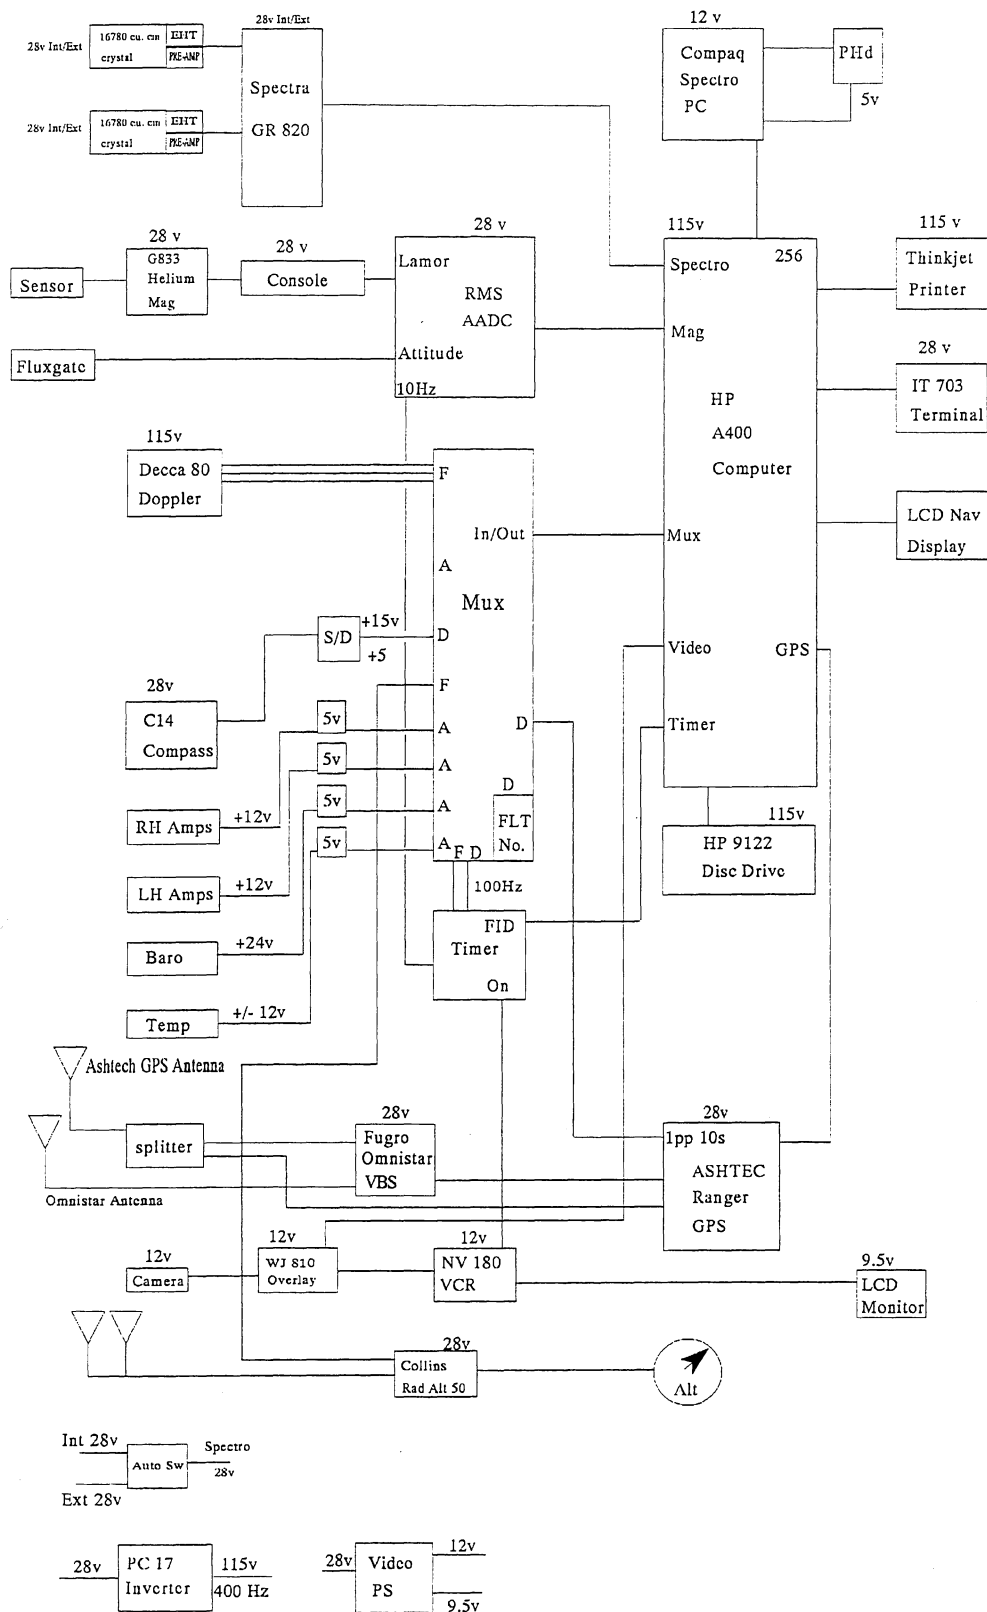 28v Int/Ext
12 v
28v Int/Ext
16780 cu. cm
crystal
EHT
PRE-AMP
Spectra
GR 820
Compaq
Spectro
PC
PHd
5v
28v Int/Ext
16780 cu. cm
crystal
EHT
PRE-AMP
28 v
28 v
28 v
115v
115 v
Sensor
G833
Helium
Mag
Console
Lamor
RMS
AADC
Attitude
10Hz
Fluxgate
Spectro
256
Mag
HP
A400
Computer
Mux
Video
GPS
Timer
Thinkjet
Printer
28 v
IT 703
Terminal
LCD Nav
Display
115v
Decca 80
Doppler
F
In/Out
A
Mux
S/D
+15v
+5
D
28v
C14
Compass
F
5v
A
D
5v
A
D
5v
A
FLT
No.
5v
A
F D
RH Amps
+12v
LH Amps
+12v
Baro
+24v
Temp
+/- 12v
100Hz
FID
Timer
On
115v
HP 9122
Disc Drive
Ashtech GPS Antenna
splitter
Omnistar Antenna
28v
Fugro
Omnistar
VBS
28v
1pp 10s
ASHTEC
Ranger
GPS
12v
Camera
12v
WJ 810
Overlay
12v
NV 180
VCR
9.5v
LCD
Monitor
28v
Collins
Rad Alt 50
Alt
Int 28v
Ext 28v
Auto Sw
Spectro
28v
28v
PC 17
Inverter
115v
400 Hz
28v
Video
PS
12v
9.5v